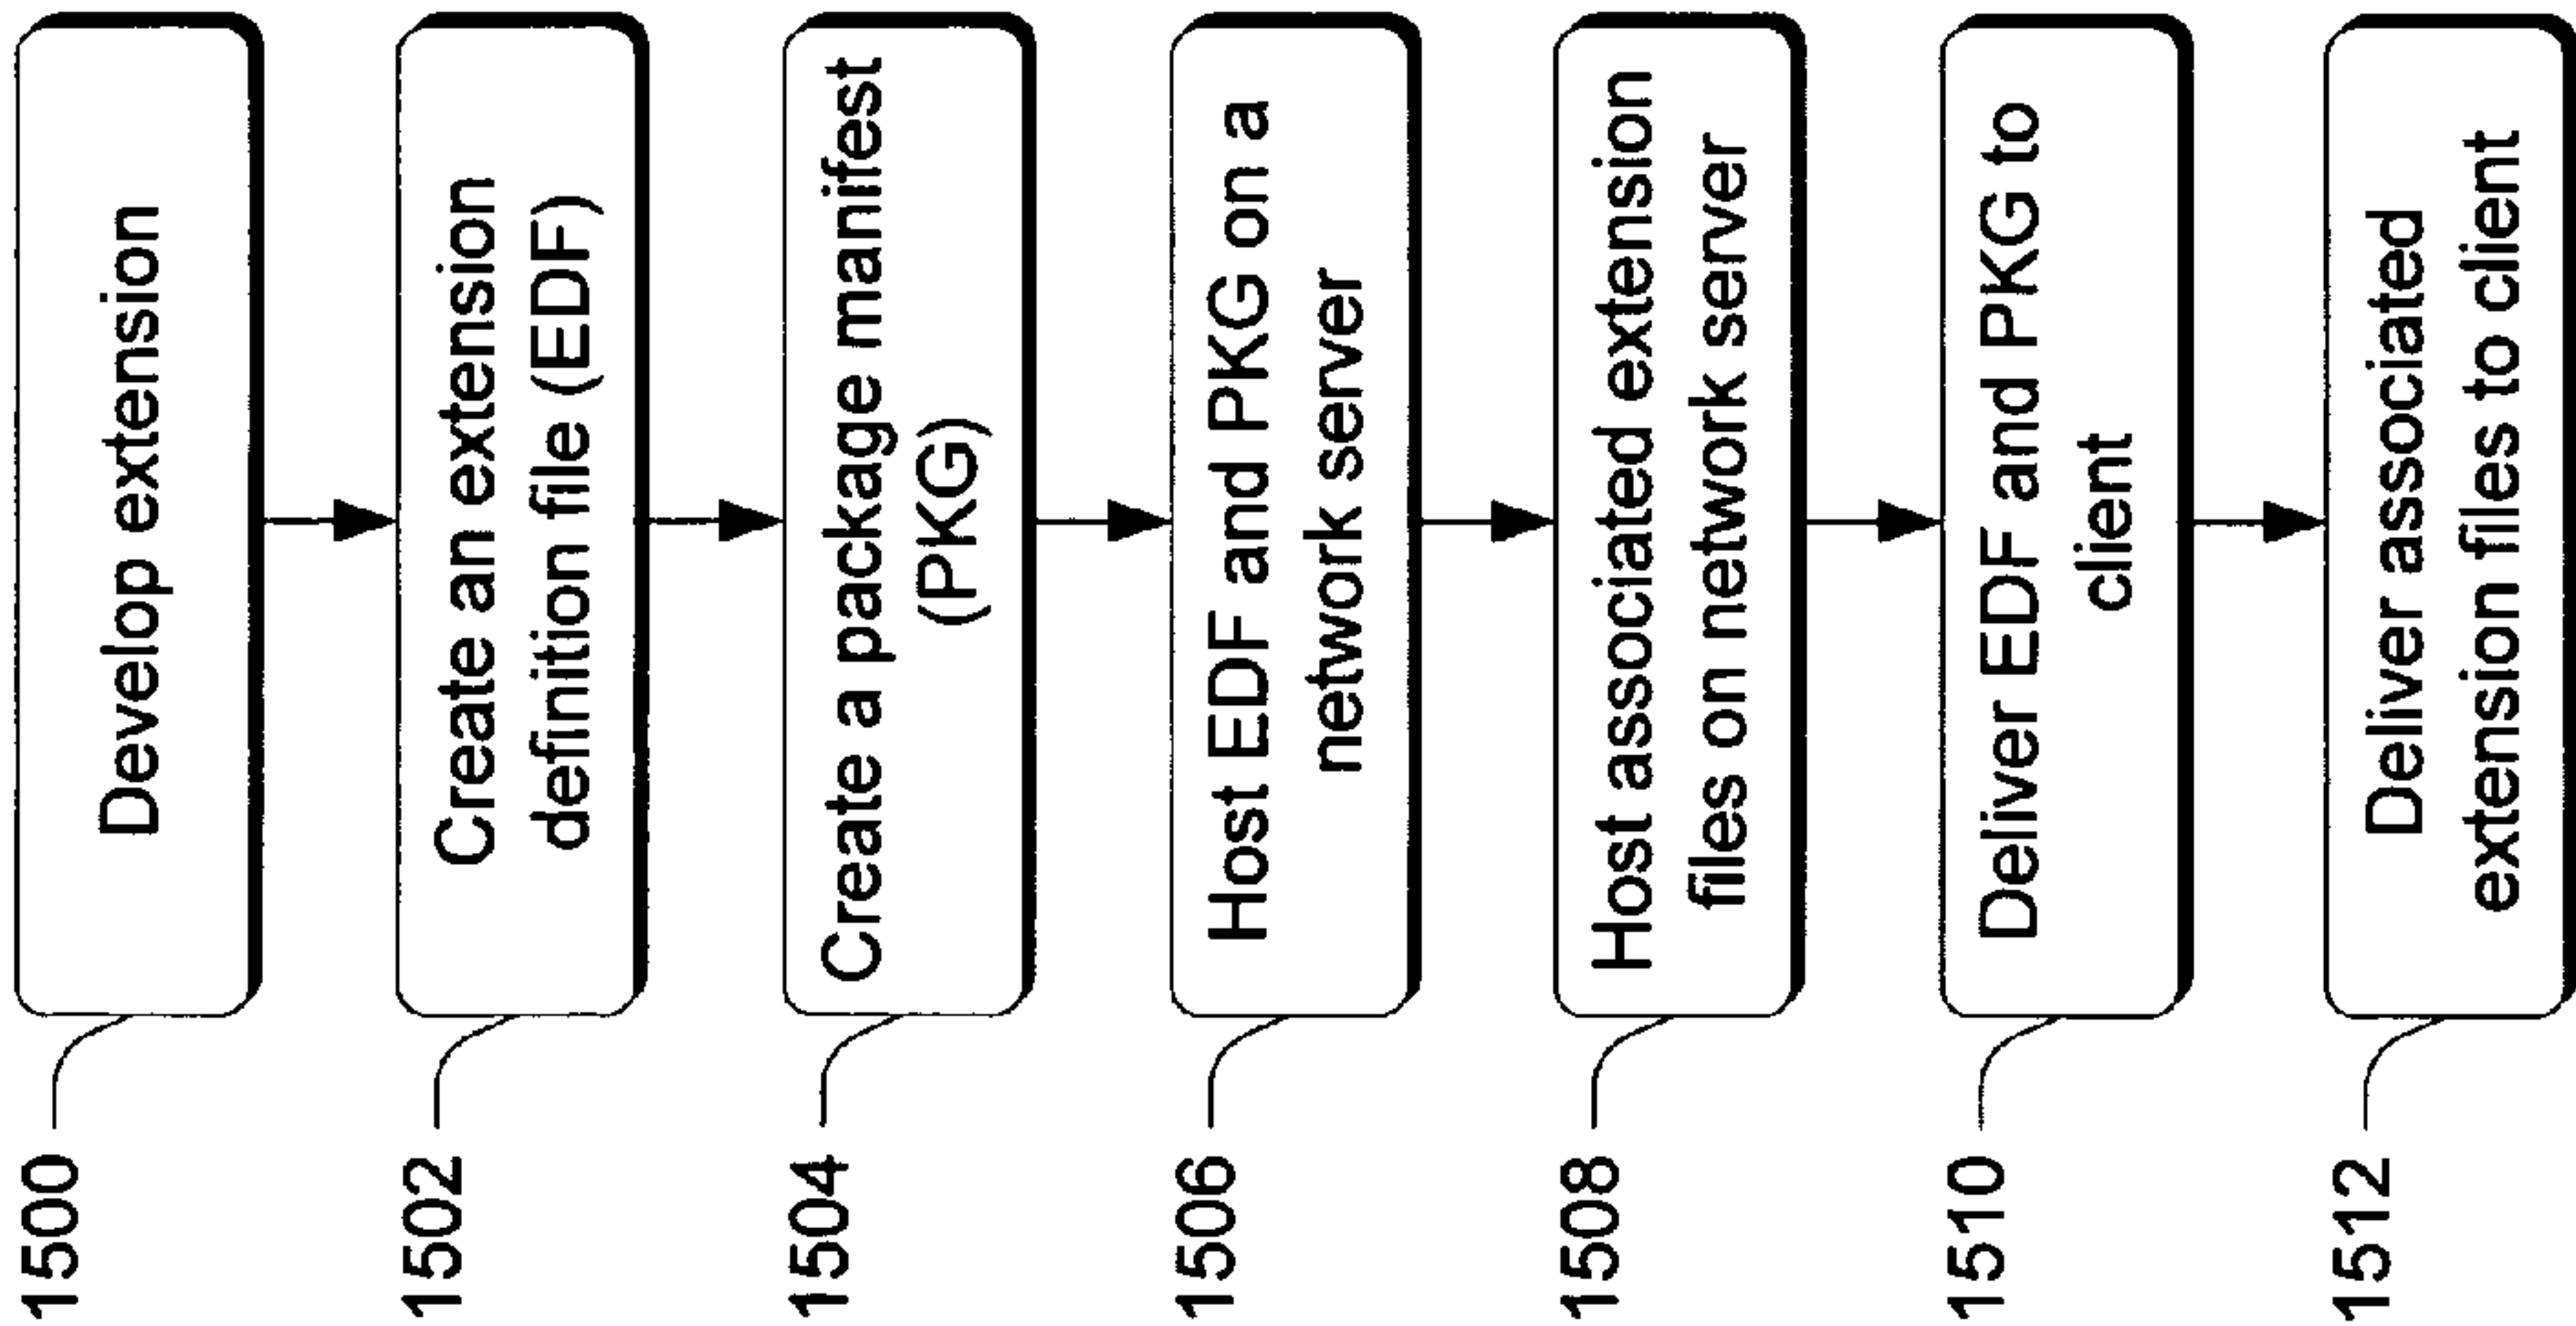 1500
Develop extension
1502
Create an extension
definition file (EDF)
1504
Create a package manifest
(PKG)
1506
Host EDF and PKG on a
network server
1508
Host associated extension
files on network server
1510
Deliver EDF and PKG to
client
1512
Deliver associated
extension files to client